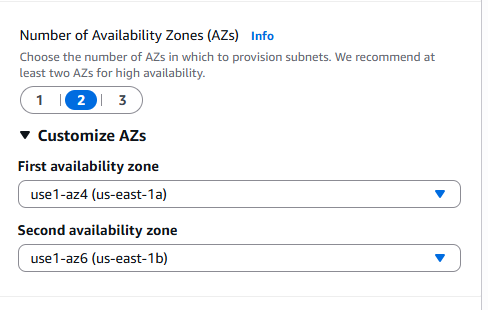 Number of Availability Zones (AZs) Info
Choose the number of AZs in which to provision subnets. We recommend at
least two AZs for high availability.
1 2 3
Customize AZs
First availability zone
use1-az4 (us-east-1a)
Second availability zone
use1-az6 (us-east-1b)